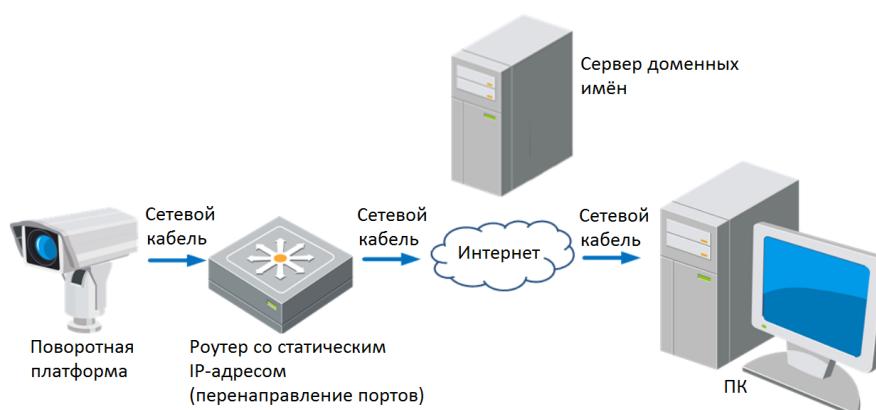 Сервер доменных
имён
Сетевой
кабель
Сетевой
кабель
Интернет
Сетевой
кабель
Поворотная
платформа
Роутер со статическим
IP-адресом
(перенаправление портов)
ПК